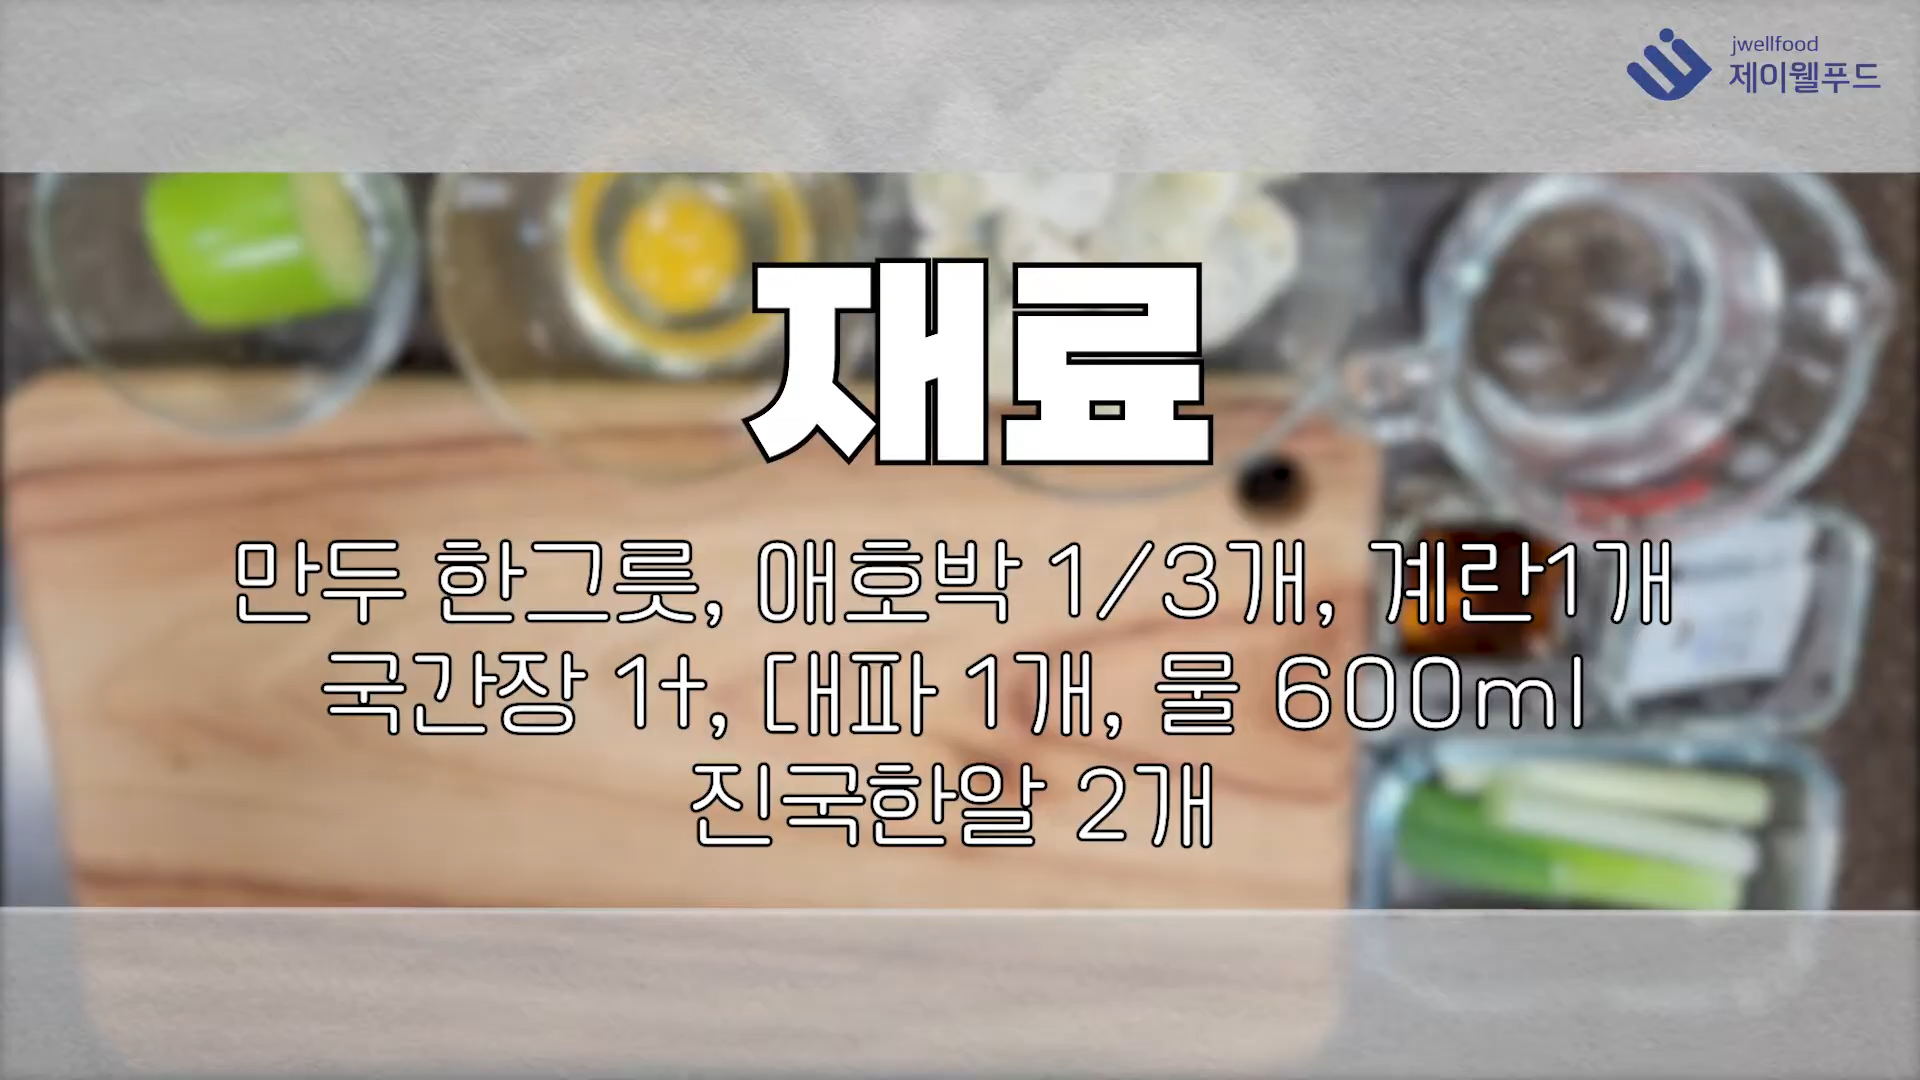 jwellfood
제이웰푸드
재료
만두 한그릇, 애호박 1/3개, 계란1개
국간장 1t, 대파 1개, 물 600ml
진국한알 2개